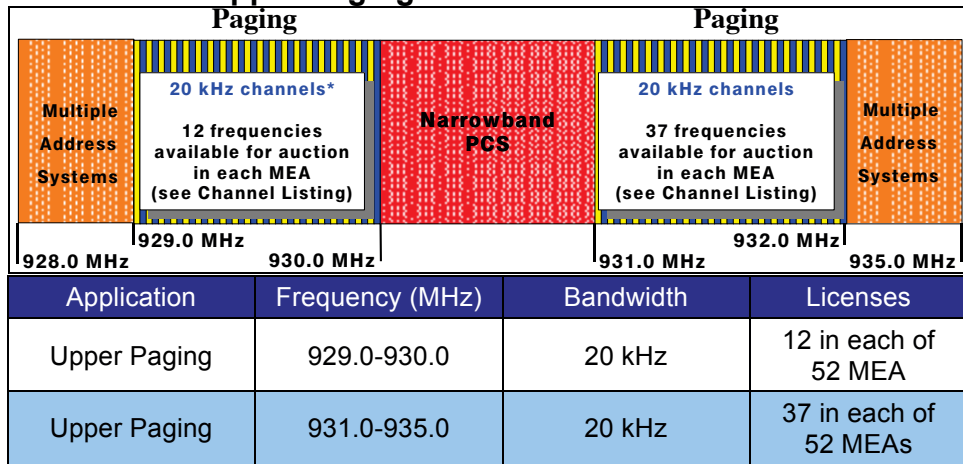 Paging
Paging
Multiple
Address
Systems
20 kHz channels*
12 frequencies
available for auction
in each MEA
(see Channel Listing)
Narrowband
PCS
20 kHz channels
37 frequencies
available for auction
in each MEA
(see Channel Listing)
Multiple
Address
Systems
929.0 MHz
932.0 MHz
928.0 MHz
930.0 MHz
931.0 MHz
935.0 MHz
Application Frequency (MHz) Bandwidth Licenses
Upper Paging 929.0-930.0 20 kHz 12 in each of
52 MEA
Upper Paging 931.0-935.0 20 kHz 37 in each of
52 MEAs